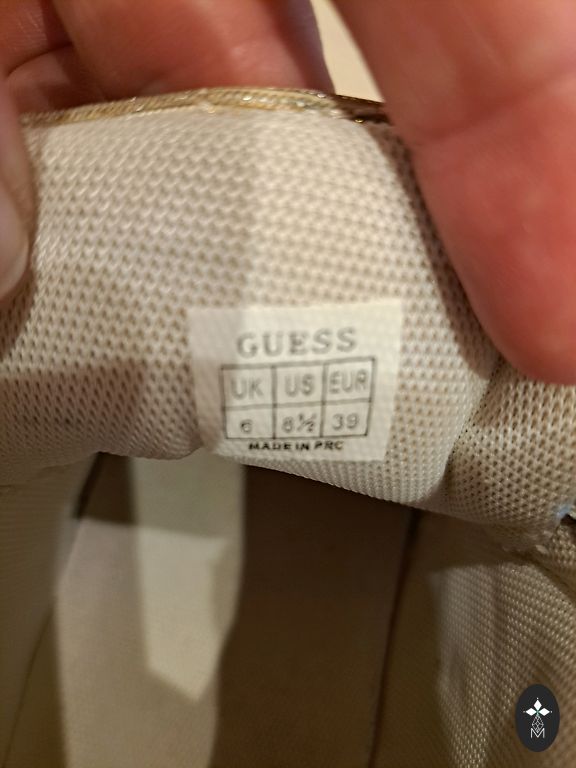 GUESS
UK US EUR
6 8½ 39
MADE IN PRC